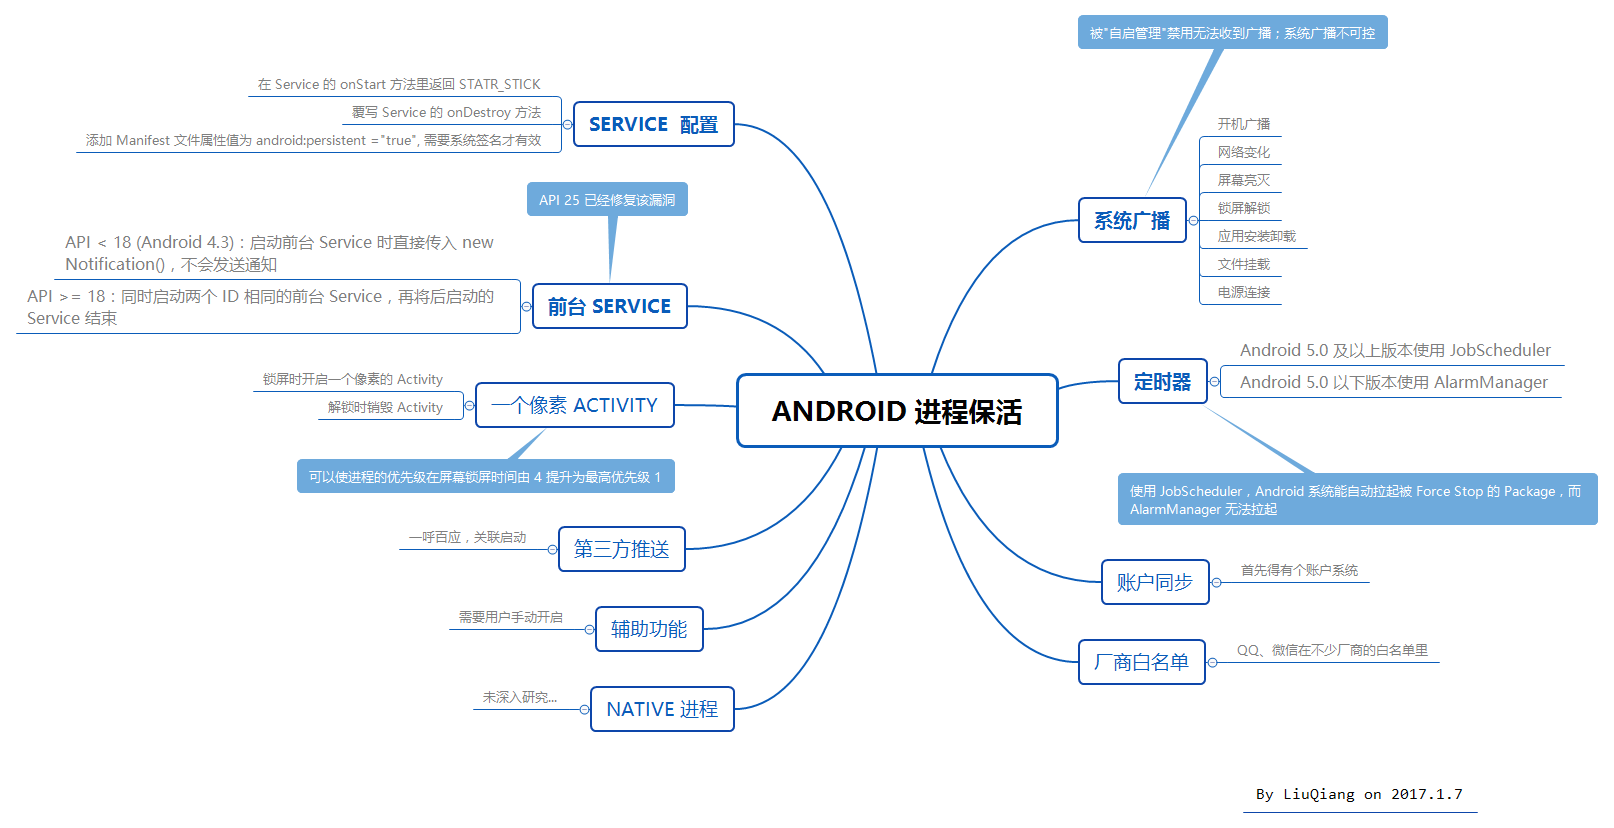 ANDROID 进程保活
SERVICE 配置
在 Service 的 onStart 方法里返回 STATR_STICK
覆写 Service 的 onDestroy 方法
添加 Manifest 文件属性值为 android:persistent ="true", 需要系统签名才有效
API 25 已经修复该漏洞
前台 SERVICE
API < 18 (Android 4.3)：启动前台 Service 时直接传入 new
Notification()，不会发送通知
API >= 18：同时启动两个 ID 相同的前台 Service，再将后启动的
Service 结束
一个像素 ACTIVITY
锁屏时开启一个像素的 Activity
解锁时销毁 Activity
可以使进程的优先级在屏幕锁屏时间由 4 提升为最高优先级 1
第三方推送
一呼百应，关联启动
辅助功能
需要用户手动开启
NATIVE 进程
未深入研究...
被"自启管理"禁用无法收到广播；系统广播不可控
系统广播
开机广播
网络变化
屏幕亮灭
锁屏解锁
应用安装卸载
文件挂载
电源连接
定时器
Android 5.0 及以上版本使用 JobScheduler
Android 5.0 以下版本使用 AlarmManager
使用 JobScheduler，Android 系统能自动拉起被 Force Stop 的 Package，而
AlarmManager 无法拉起
账户同步
首先得有个账户系统
厂商白名单
QQ、微信在不少厂商的白名单里
By LiuQiang on 2017.1.7